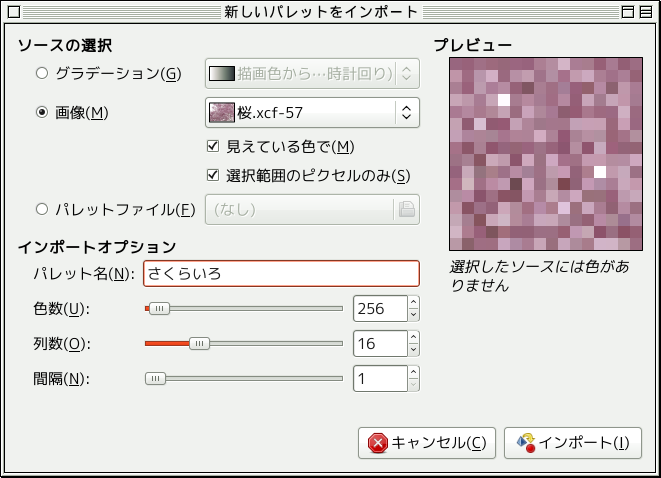 新しいパレットをインポート
ソースの選択
グラデーション(G)
描画色から…時計回り)
画像(M)
桜.xcf-57
見えている色で(M)
選択範囲のピクセルのみ(S)
パレットファイル(F)
(なし)
インポートオプション
パレット名(N):
さくらいろ
色数(U):
256
列数(O):
16
間隔(N):
1
プレビュー
選択したソースには色があ
りません
キャンセル(C)
インポート(I)